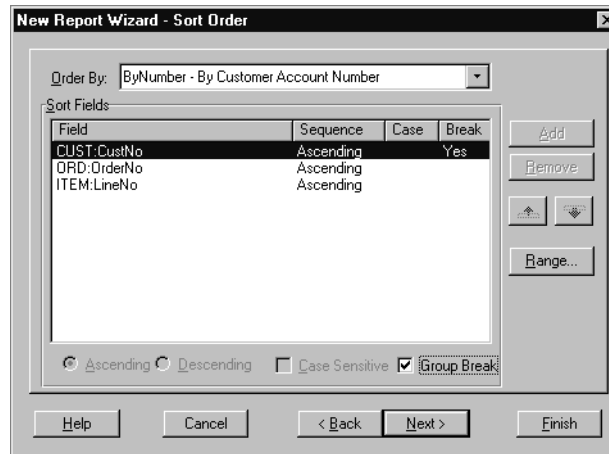 New Report Wizard - Sort Order
Order By: ByNumber - By Customer Account Number
Sort Fields
Field Sequence Case Break
CUST:CustNo Ascending Yes
ORD:OrderNo Ascending
ITEM:LineNo Ascending
Add
Remove
Range...
Ascending Descending Case Sensitive Group Break
Help Cancel < Back Next > Finish